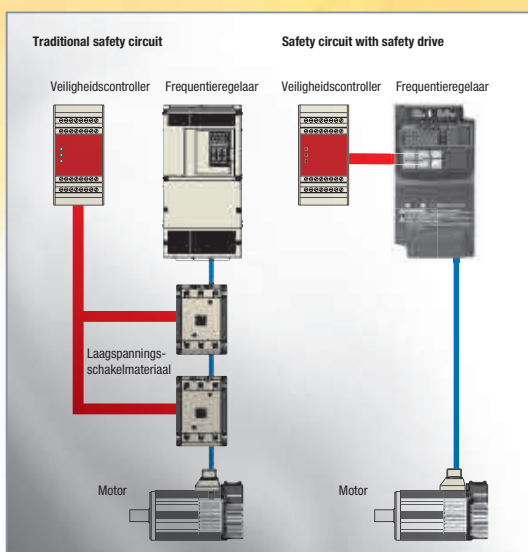 Traditional safety circuit
Safety circuit with safety drive
Veiligheidscontroller
Frequentieregelaar
Veiligheidscontroller
Frequentieregelaar
Laagspannings-
schakelmateriaal
Motor
Motor